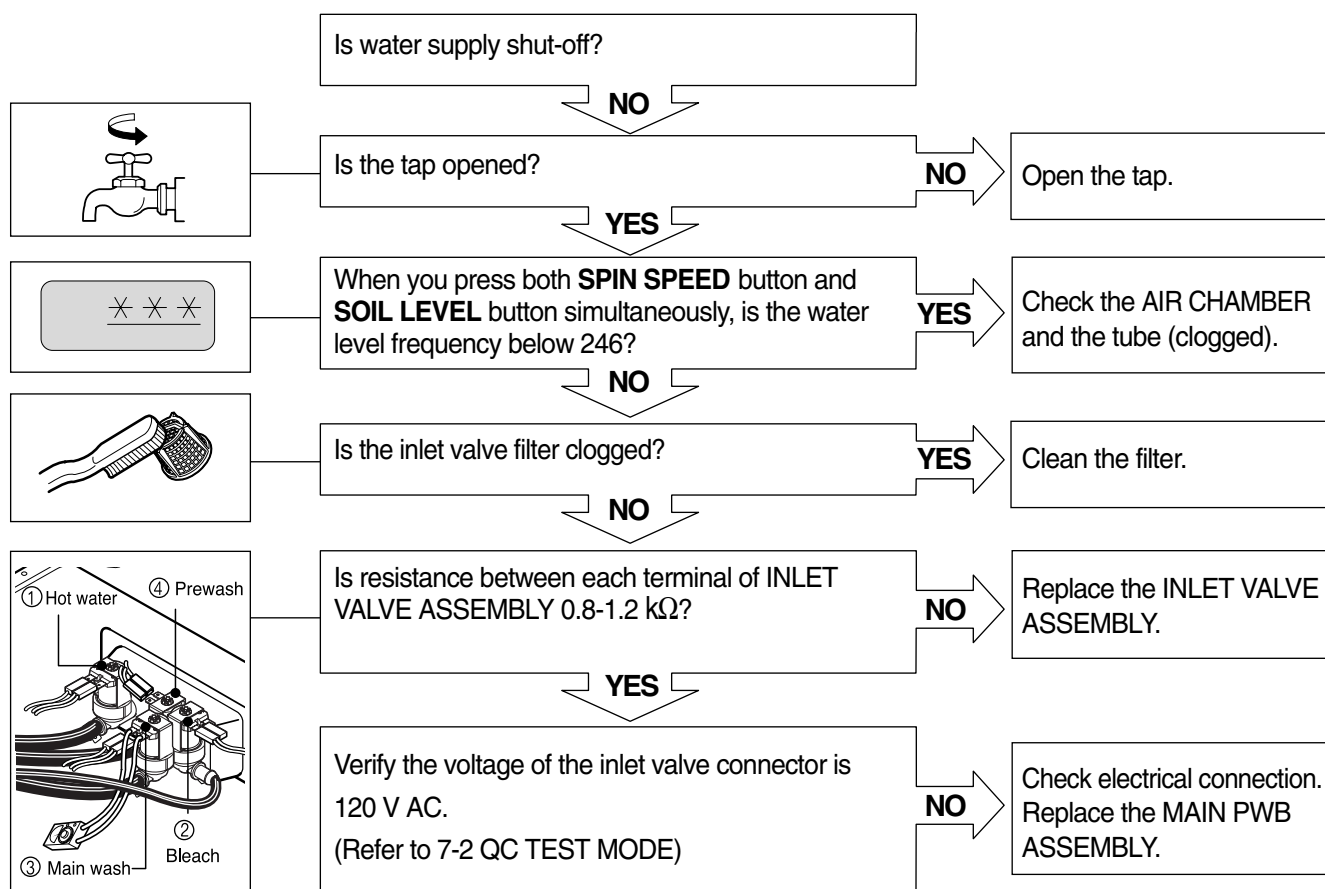 Is water supply shut-off?
NO
Is the tap opened?
NO
Open the tap.
YES
* * *
When you press both SPIN SPEED button and
SOIL LEVEL button simultaneously, is the water
level frequency below 246?
YES
Check the AIR CHAMBER
and the tube (clogged).
NO
Is the inlet valve filter clogged?
YES
Clean the filter.
NO
① Hot water
④ Prewash
② 
Bleach
③ Main wash
Is resistance between each terminal of INLET
VALVE ASSEMBLY 0.8-1.2 kΩ?
NO
Replace the INLET VALVE
ASSEMBLY.
YES
Verify the voltage of the inlet valve connector is
120 V AC.
(Refer to 7-2 QC TEST MODE)
NO
Check electrical connection.
Replace the MAIN PWB
ASSEMBLY.